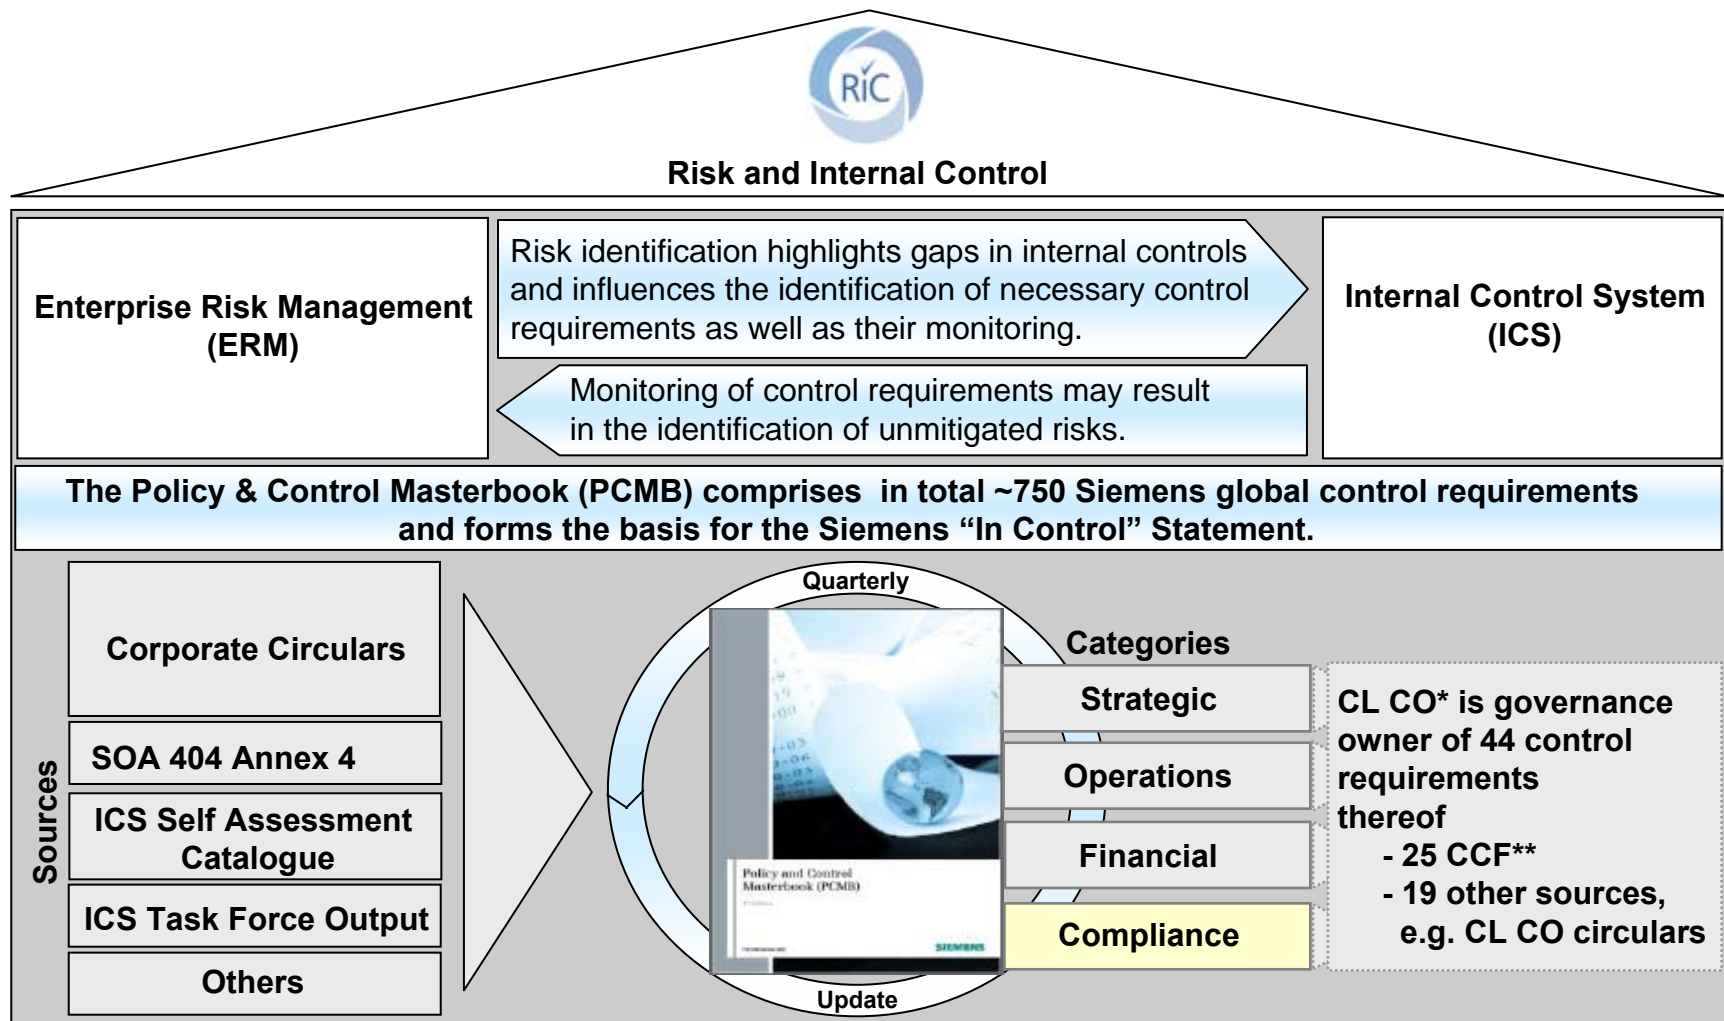 RiC
Risk and Internal Control
Enterprise Risk Management
(ERM)
Risk identification highlights gaps in internal controls
and influences the identification of necessary control
requirements as well as their monitoring.
Monitoring of control requirements may result
in the identification of unmitigated risks.
Internal Control System
(ICS)
The Policy & Control Masterbook (PCMB) comprises in total ~750 Siemens global control requirements
and forms the basis for the Siemens “In Control” Statement.
Sources
Corporate Circulars
SOA 404 Annex 4
ICS Self Assessment
Catalogue
ICS Task Force Output
Others
Quarterly
Policy and Control
Masterbook (PCMB)
SIEMENS
Update
Categories
Strategic
Operations
Financial
Compliance
CL CO* is governance
owner of 44 control
requirements
thereof
- 25 CCF**
- 19 other sources,
e.g. CL CO circulars